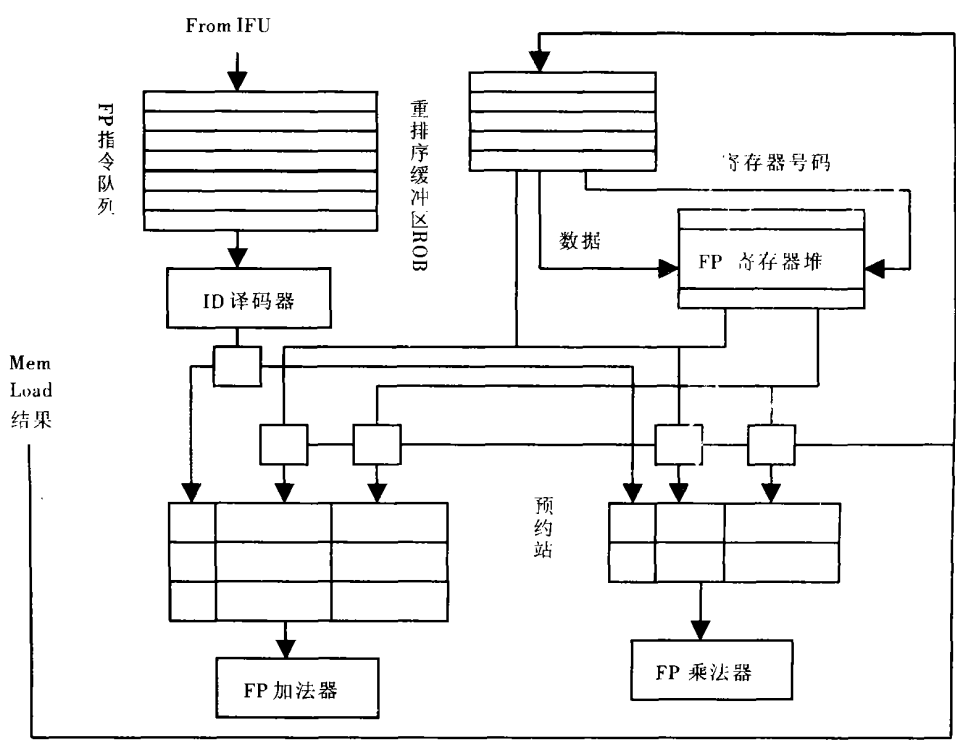 From IFU
FP指令队列
重排序缓冲区ROB
寄存器号码
数据
FP 寄存器堆
ID 译码器
Mem
Load
结果
预约站
FP 加法器
FP 乘法器